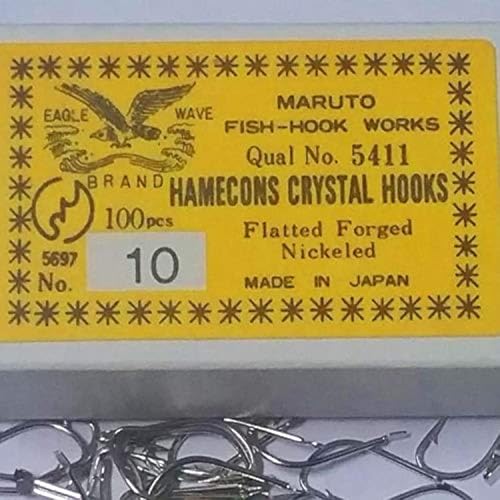 EAGLE WAVE
BRAND
MARUTO
FISH-HOOK WORKS
Qual No. 5411
HAMECONS CRYSTAL HOOKS
100pcs
Flatted Forged
Nickeled
5697
No. 10
MADE IN JAPAN